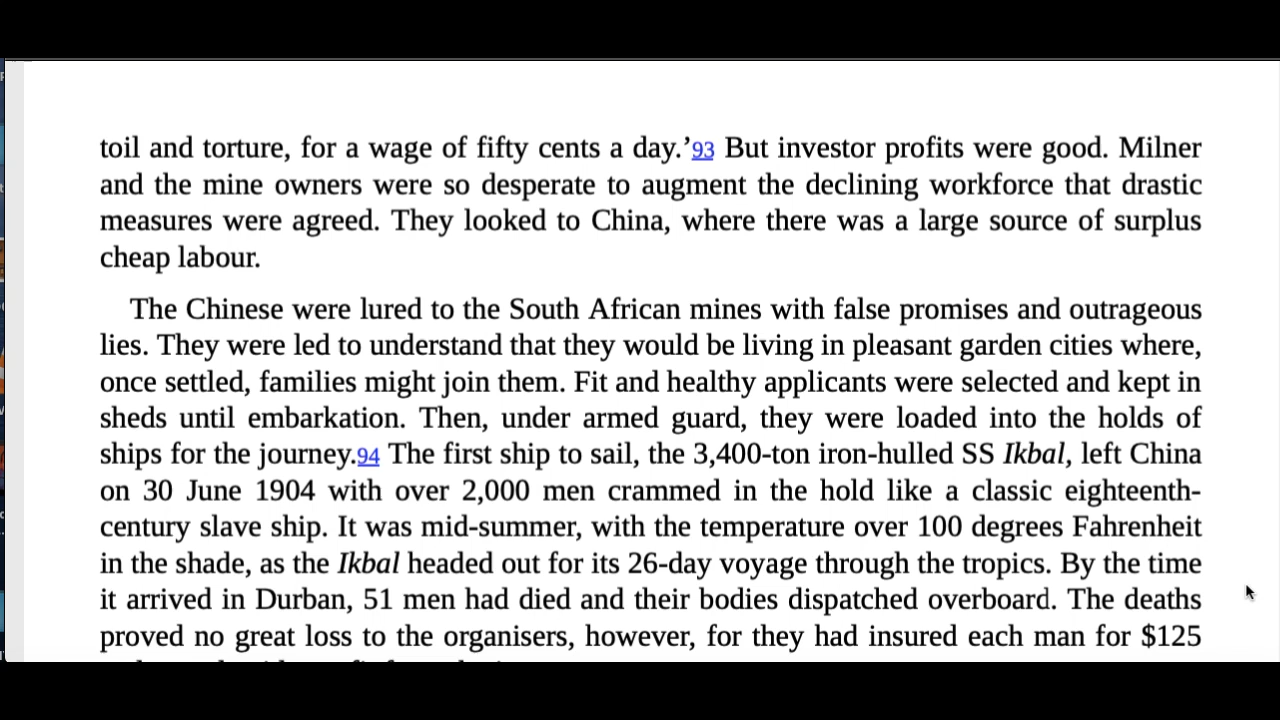 toil and torture, for a wage of fifty cents a day.’93 But investor profits were good. Milner
and the mine owners were so desperate to augment the declining workforce that drastic
measures were agreed. They looked to China, where there was a large source of surplus
cheap labour.
The Chinese were lured to the South African mines with false promises and outrageous
lies. They were led to understand that they would be living in pleasant garden cities where,
once settled, families might join them. Fit and healthy applicants were selected and kept in
sheds until embarkation. Then, under armed guard, they were loaded into the holds of
ships for the journey.94 The first ship to sail, the 3,400-ton iron-hulled SS Ikbal, left China
on 30 June 1904 with over 2,000 men crammed in the hold like a classic eighteenth-
century slave ship. It was mid-summer, with the temperature over 100 degrees Fahrenheit
in the shade, as the Ikbal headed out for its 26-day voyage through the tropics. By the time
it arrived in Durban, 51 men had died and their bodies dispatched overboard. The deaths
proved no great loss to the organisers, however, for they had insured each man for $125